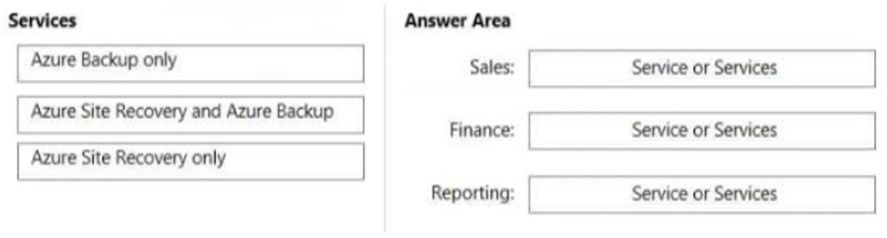 Services
Azure Backup only
Azure Site Recovery and Azure Backup
Azure Site Recovery only
Answer Area
Sales: Service or Services
Finance: Service or Services
Reporting: Service or Services